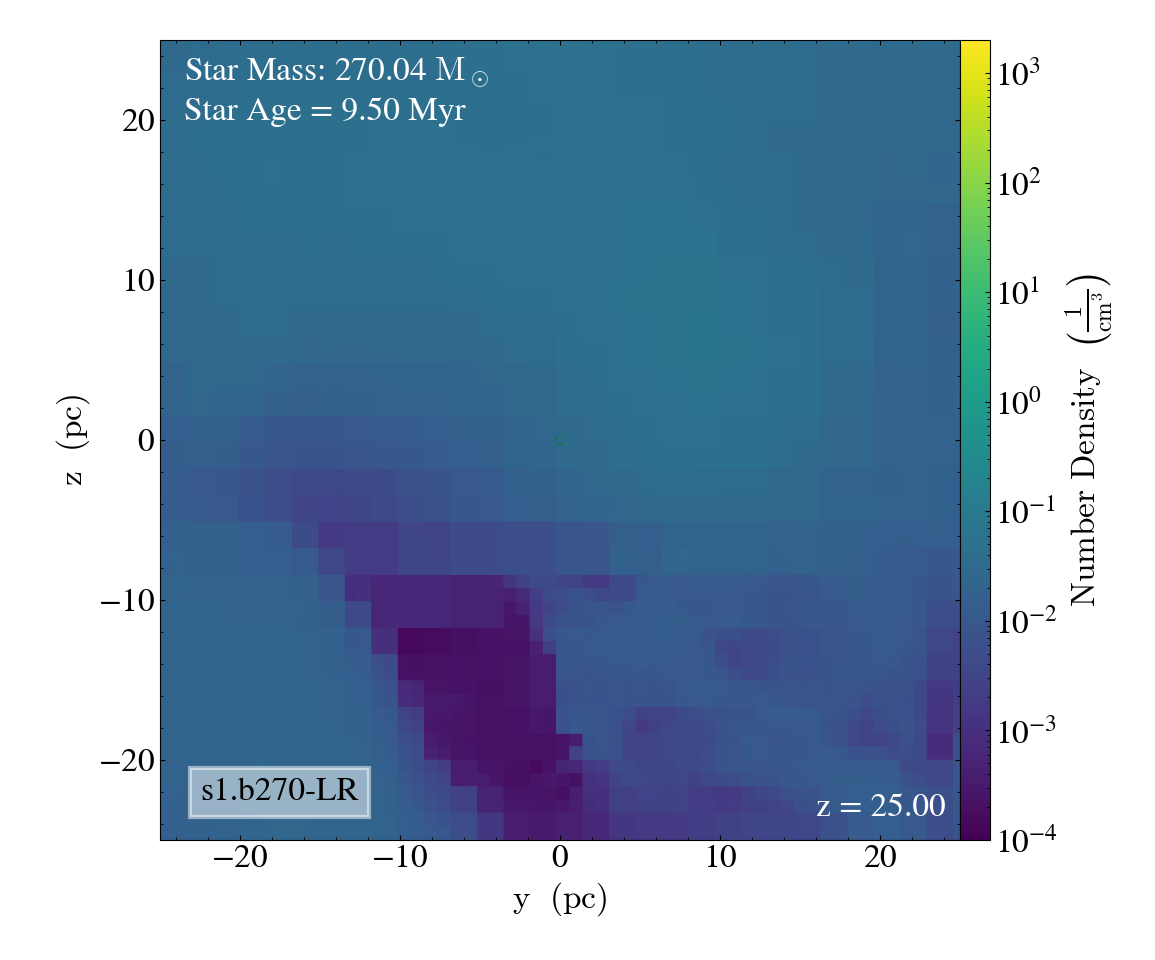 Star Mass: 270.04 M⊙
Star Age = 9.50 Myr
20
10
0
−10
−20
z (pc)
s1.b270-LR
z = 25.00
−20 −10 0 10 20
y (pc)
10³
10²
10¹
10⁰
10⁻¹
10⁻²
10⁻³
10⁻⁴
Number Density (1/cm³)